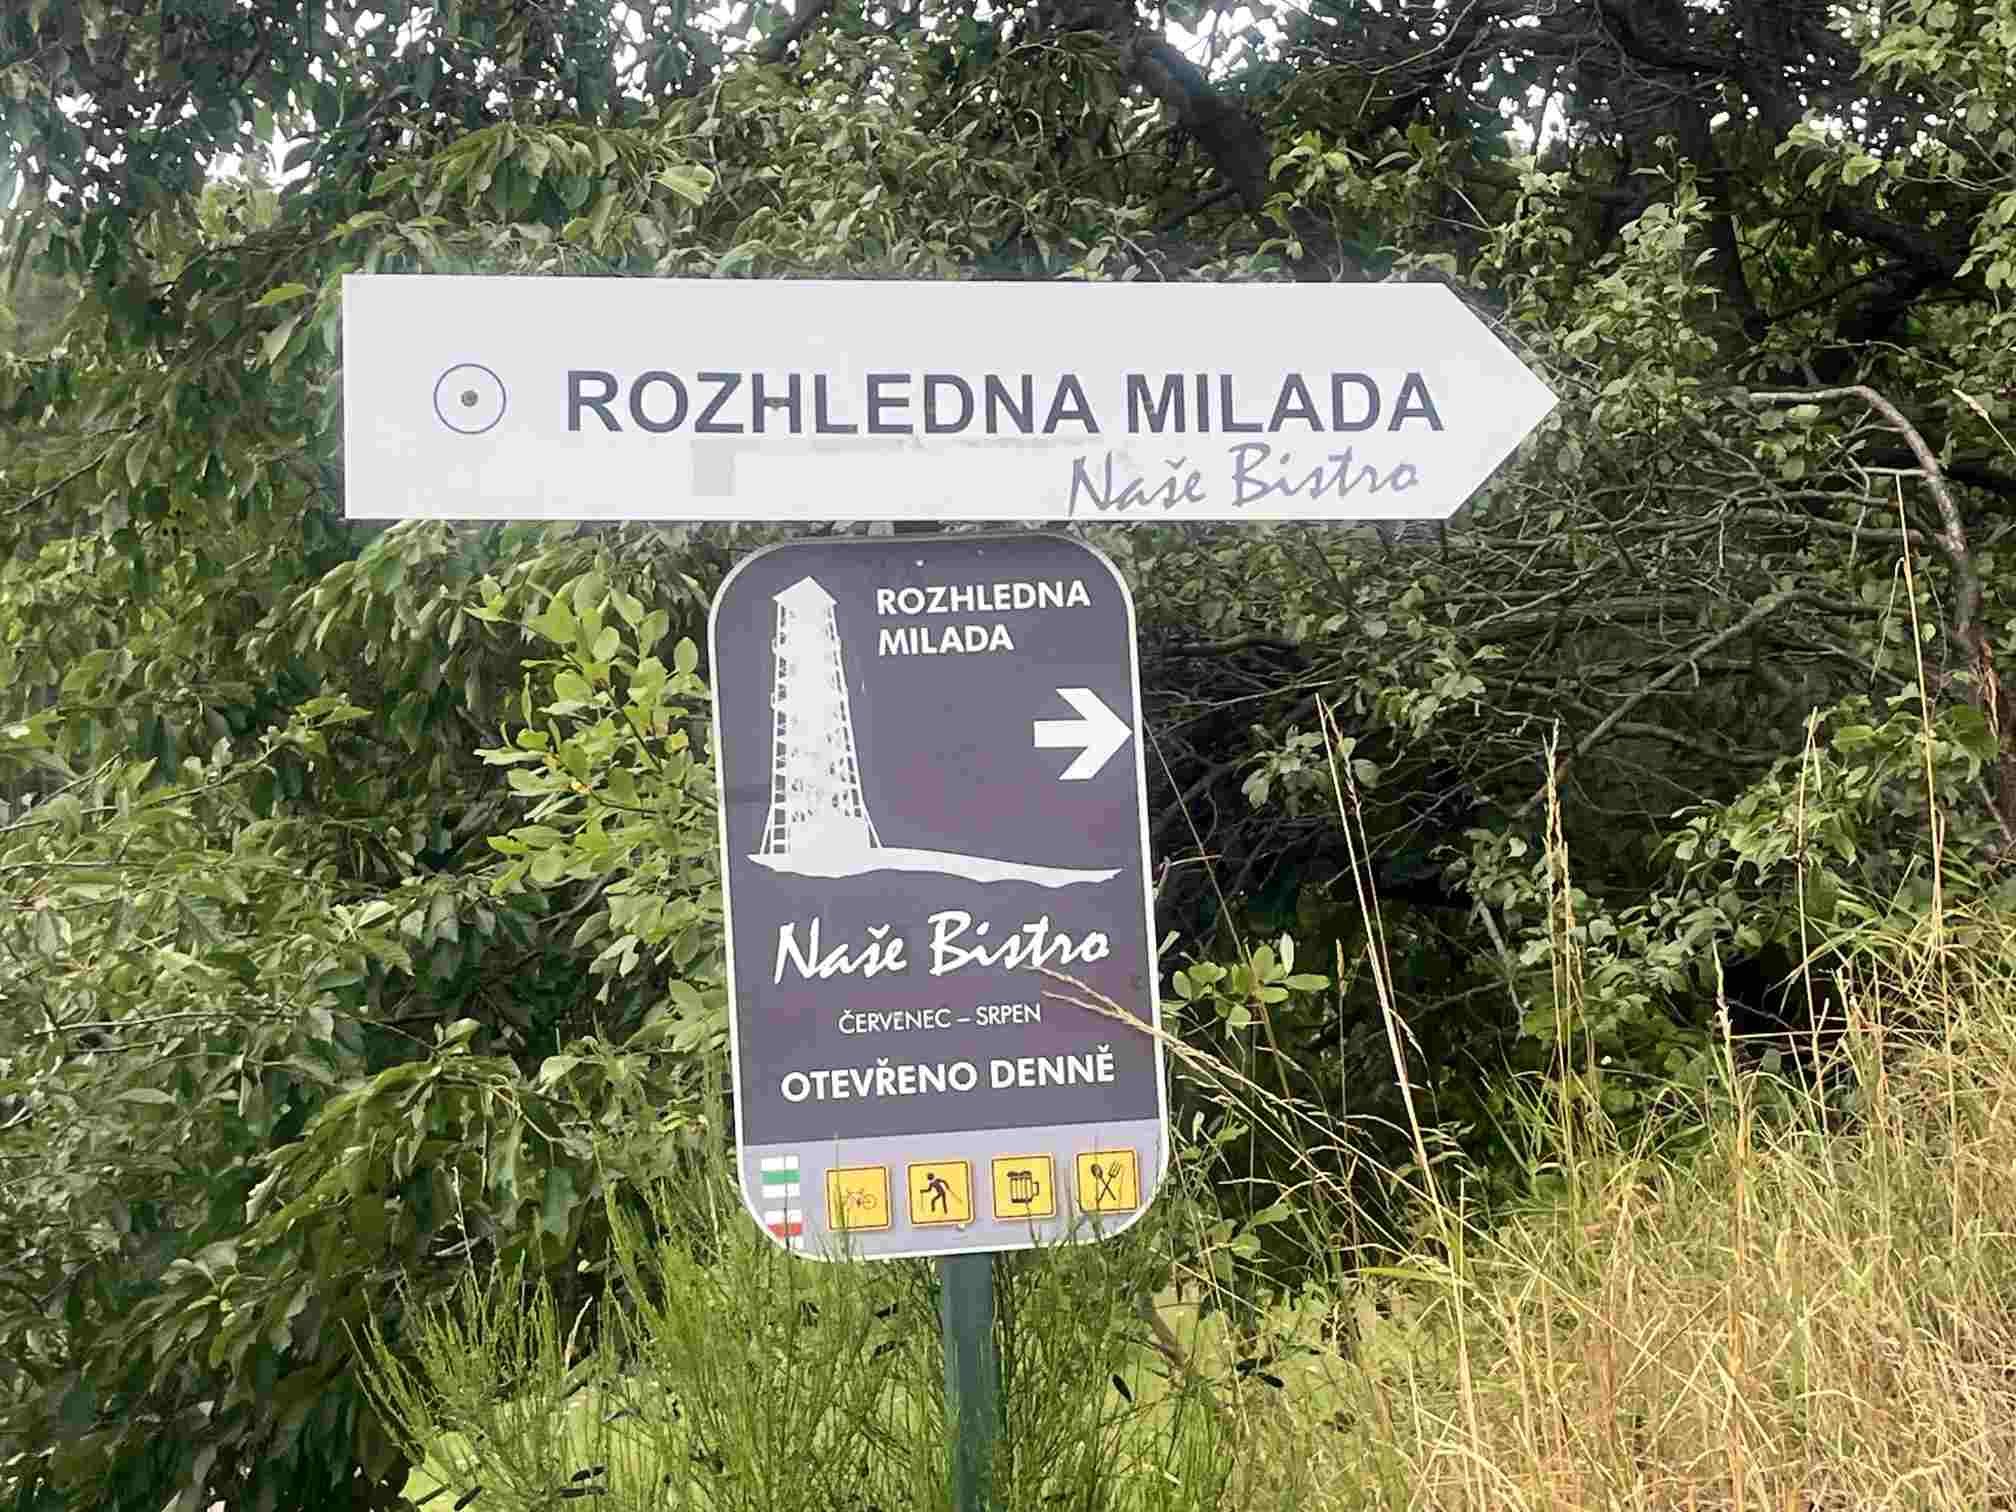 ROZHLEDNA MILADA
Naše Bistro
ROZHLEDNA
MILADA
Naše Bistro
ČERVENEC – SRPEN
OTEVŘENO DENNĚ